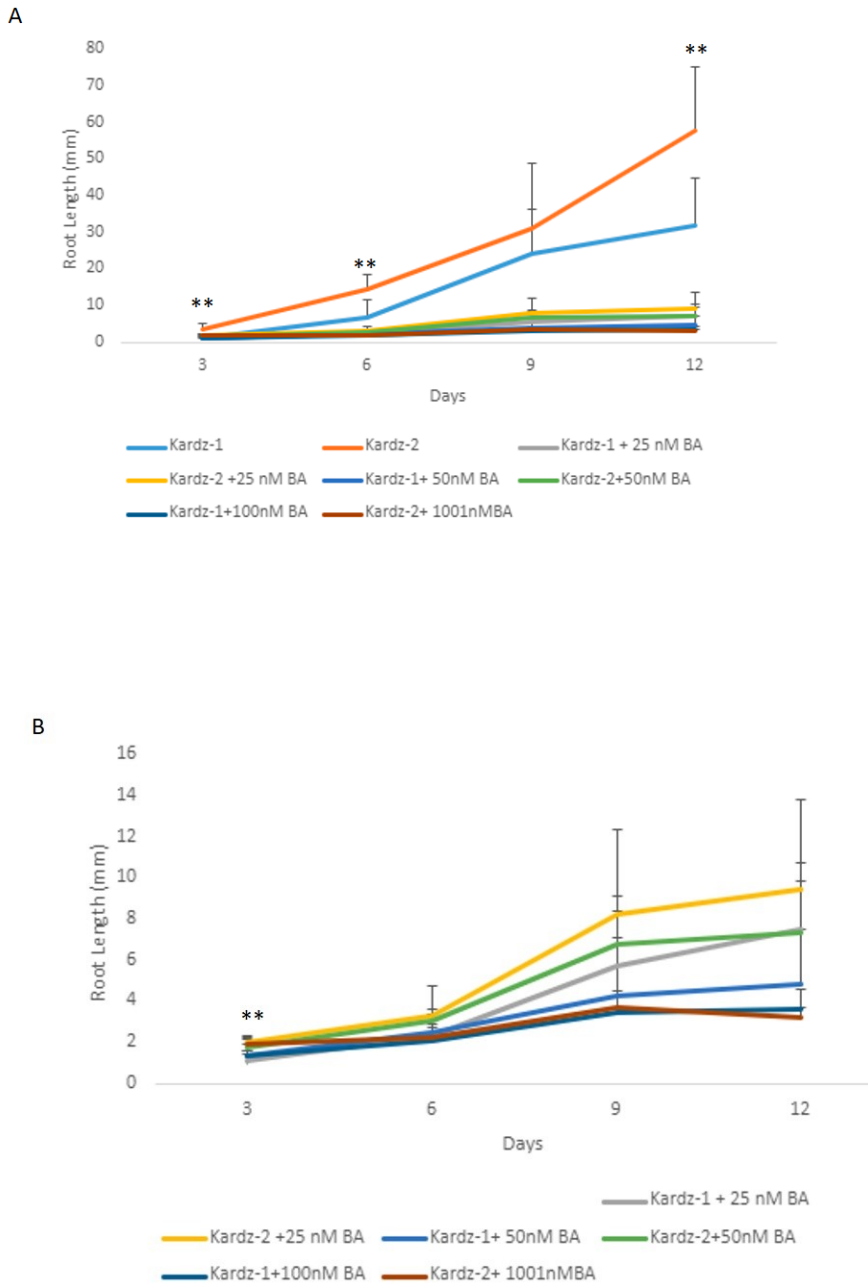 A
80
**
70
60
50
40
30
20
**
**
10
0
Root Length (mm)
3 6 9 12
Days
Kardz-1 Kardz-2 Kardz-1 + 25 nM BA
Kardz-2 +25 nM BA Kardz-1+ 50nM BA Kardz-2+50nM BA
Kardz-1+100nM BA Kardz-2+ 1001nMBA
B
16
14
12
10
8
6
4
**
2
0
Root Length (mm)
3 6 9 12
Days
Kardz-1 + 25 nM BA
Kardz-2 +25 nM BA Kardz-1+ 50nM BA Kardz-2+50nM BA
Kardz-1+100nM BA Kardz-2+ 1001nMBA